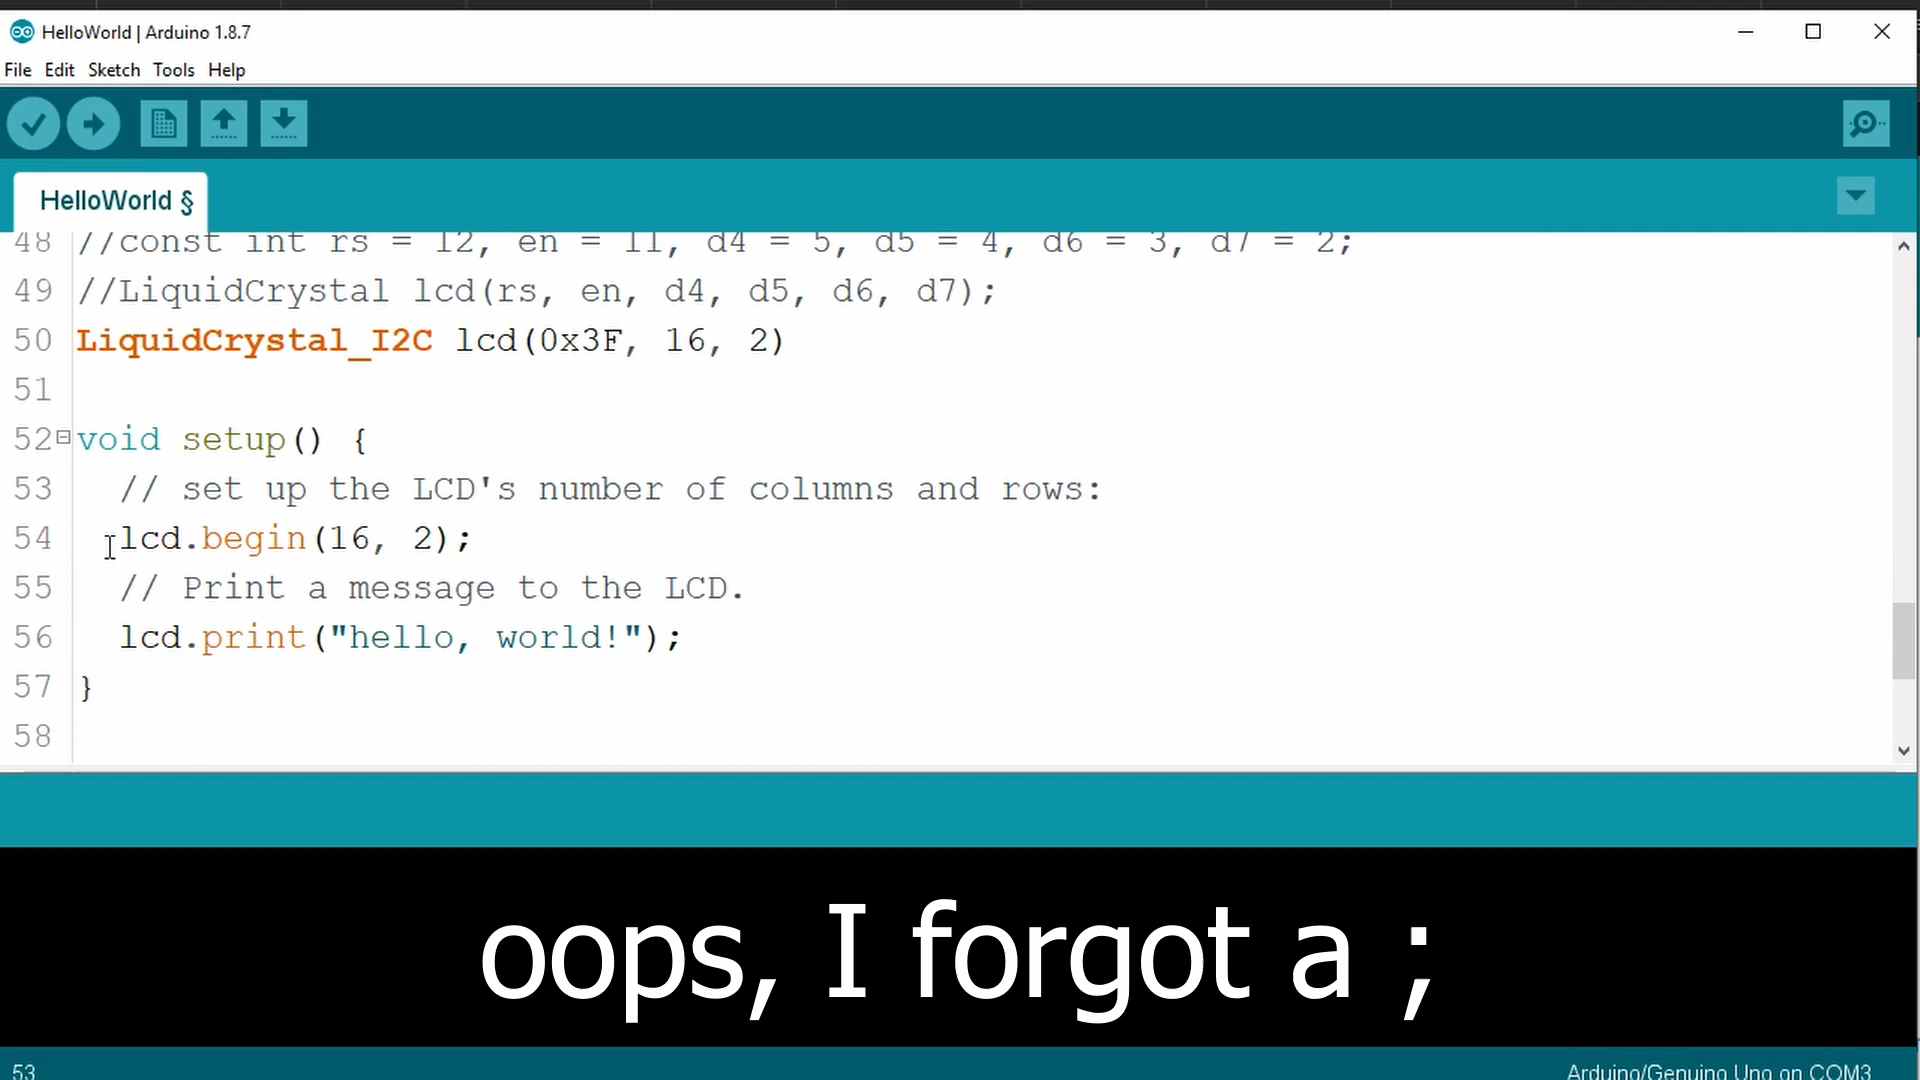 HelloWorld | Arduino 1.8.7
File Edit Sketch Tools Help
HelloWorld §
48 //const int rs = 12, en = 11, d4 = 5, d5 = 4, d6 = 3, d7 = 2;
49 //LiquidCrystal lcd(rs, en, d4, d5, d6, d7);
50 LiquidCrystal_I2C lcd(0x3F, 16, 2)
51
52 void setup() {
53 // set up the LCD's number of columns and rows:
54 lcd.begin(16, 2);
55 // Print a message to the LCD.
56 lcd.print("hello, world!");
57 }
58
oops, I forgot a ;
53 Arduino/Genuino Uno on COM3